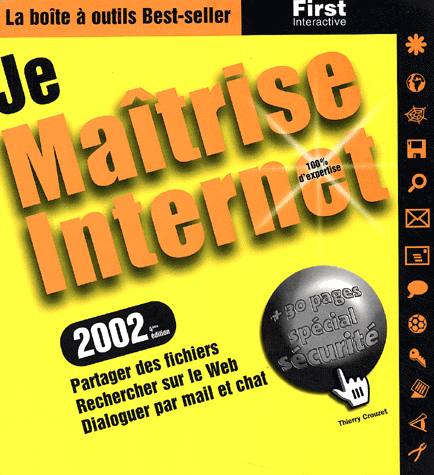 La boîte à outils Best-seller
First
Interactive
Je
Maîtrise
Internet
100%
d'expertise
2002 4ème
édition
Partager des fichiers
Rechercher sur le Web
Dialoguer par mail et chat
+ 30 pages
spécial
sécurité
Thierry Crouzet